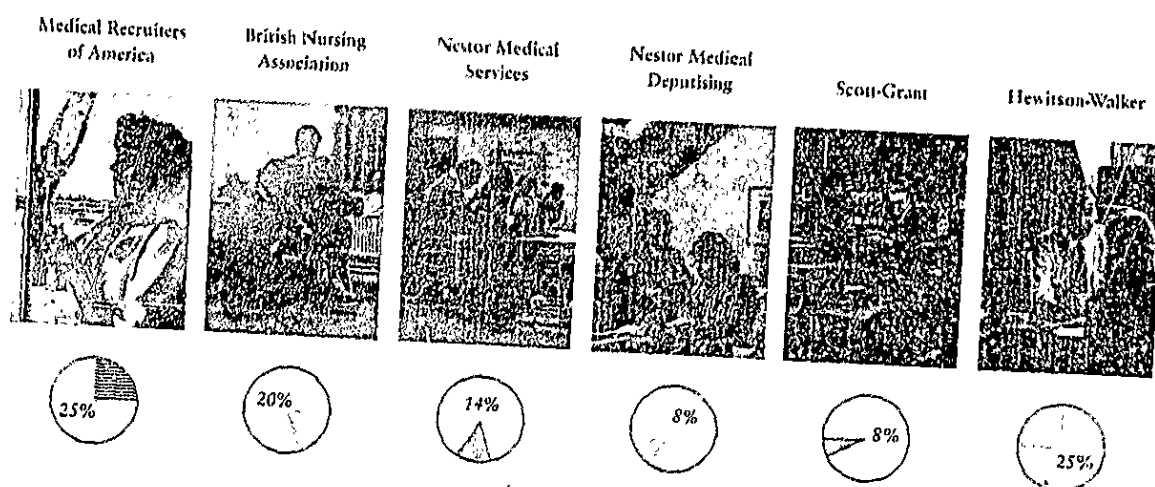 Medical Recruiters
of America
British Nursing
Association
Nestor Medical
Services
Nestor Medical
Deputising
Scott-Grant
Hewitson-Walker
25%
20%
14%
8%
8%
25%